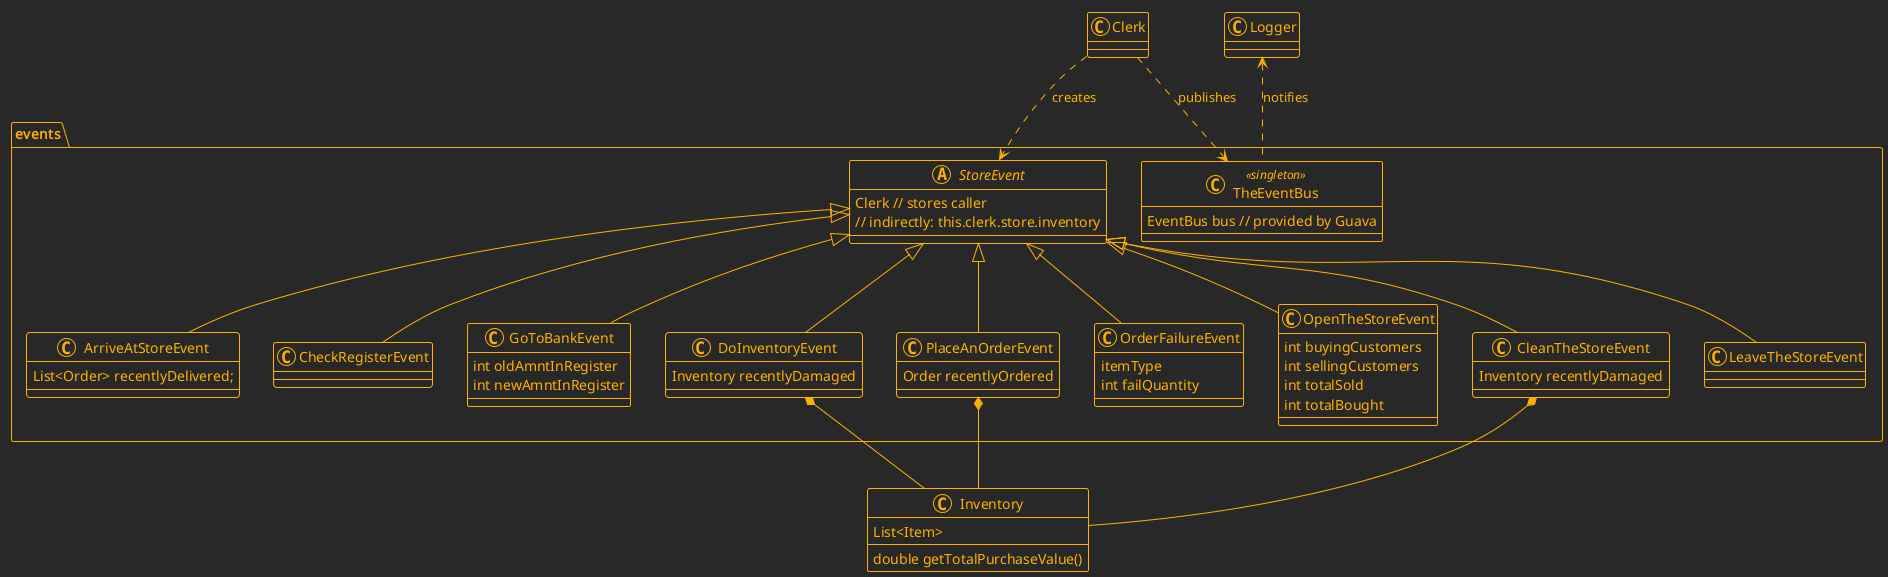 C Clerk
C Logger
creates
publishes
notifies
events
A StoreEvent
Clerk // stores caller
// indirectly: this.clerk.store.inventory
«singleton»
C TheEventBus
EventBus bus // provided by Guava
C ArriveAtStoreEvent
List<Order> recentlyDelivered;
C CheckRegisterEvent
C GoToBankEvent
int oldAmntInRegister
int newAmntInRegister
C DoInventoryEvent
Inventory recentlyDamaged
C PlaceAnOrderEvent
Order recentlyOrdered
C OrderFailureEvent
itemType
int failQuantity
C OpenTheStoreEvent
int buyingCustomers
int sellingCustomers
int totalSold
int totalBought
C CleanTheStoreEvent
Inventory recentlyDamaged
C LeaveTheStoreEvent
C Inventory
List<Item>
double getTotalPurchaseValue()